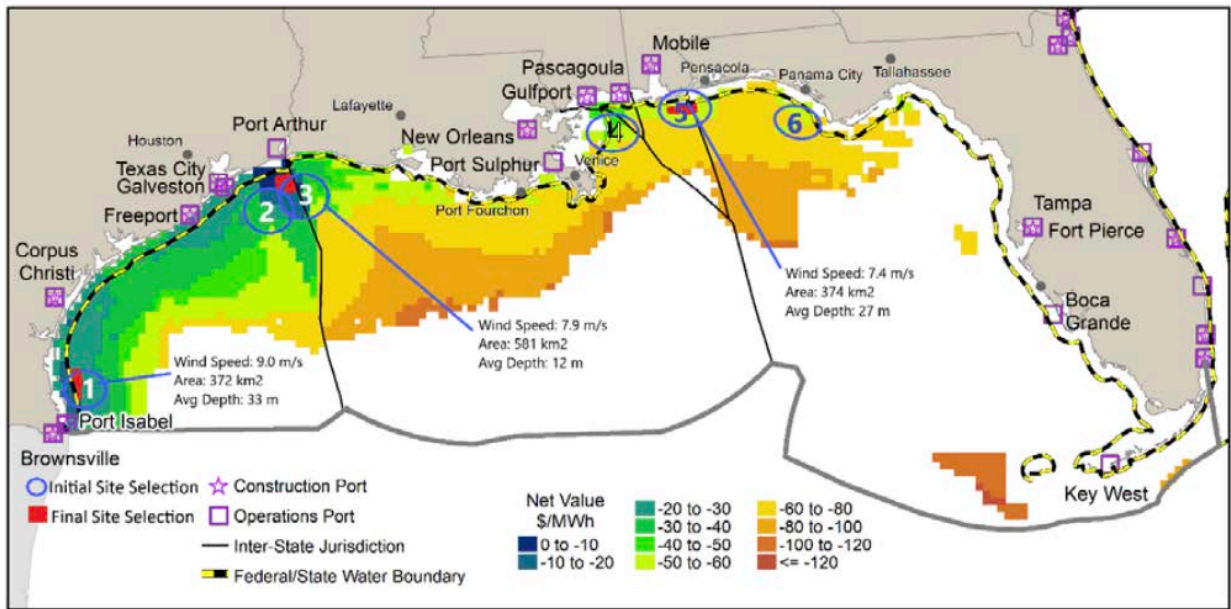 Mobile
Pascagoula
Pensacola
Panama City
Tallahassee
Gulfport
Lafayette
New Orleans
Houston
Port Arthur
Port Sulphur
Venice
Texas City
Galveston
Port Fourchon
Freeport
Corpus
Christi
Tampa
Fort Pierce
Boca
Grande
1
2
3
4
5
6
Wind Speed: 7.4 m/s
Area: 374 km2
Avg Depth: 27 m
Wind Speed: 7.9 m/s
Area: 581 km2
Avg Depth: 12 m
Wind Speed: 9.0 m/s
Area: 372 km2
Avg Depth: 33 m
Port Isabel
Brownsville
Key West
Initial Site Selection
Construction Port
Final Site Selection
Operations Port
Inter-State Jurisdiction
Federal/State Water Boundary
Net Value
$/MWh
0 to -10
-10 to -20
-20 to -30
-30 to -40
-40 to -50
-50 to -60
-60 to -80
-80 to -100
-100 to -120
<= -120